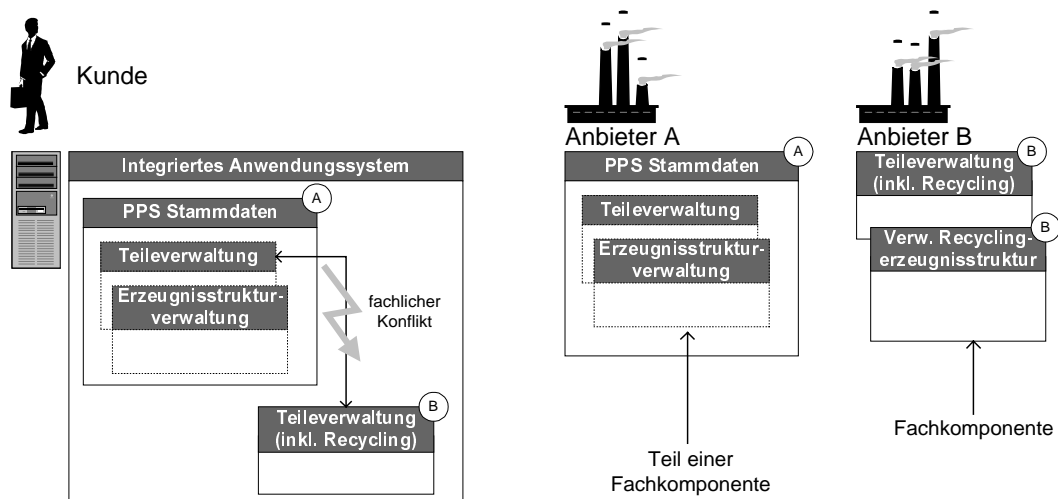 Kunde
Integriertes Anwendungssystem
PPS Stammdaten
A
Teileverwaltung
Erzeugnisstruktur-
verwaltung
fachlicher
Konflikt
Teileverwaltung
(inkl. Recycling)
B
Anbieter A
PPS Stammdaten
A
Teileverwaltung
Erzeugnisstruktur-
verwaltung
Teil einer
Fachkomponente
Anbieter B
Teileverwaltung
(inkl. Recycling)
B
Verw. Recycling-
erzeugnisstruktur
B
Fachkomponente